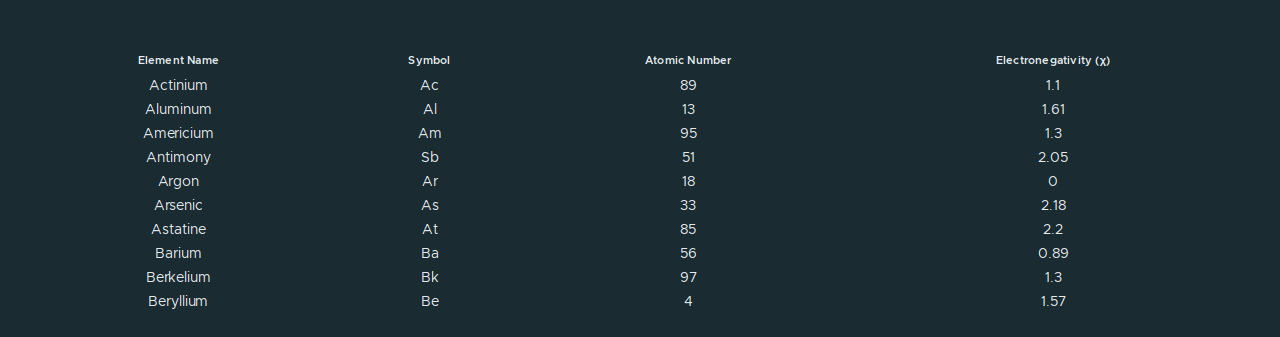 Element Name Symbol Atomic Number Electronegativity (χ)
Actinium Ac 89 1.1
Aluminum Al 13 1.61
Americium Am 95 1.3
Antimony Sb 51 2.05
Argon Ar 18 0
Arsenic As 33 2.18
Astatine At 85 2.2
Barium Ba 56 0.89
Berkelium Bk 97 1.3
Beryllium Be 4 1.57